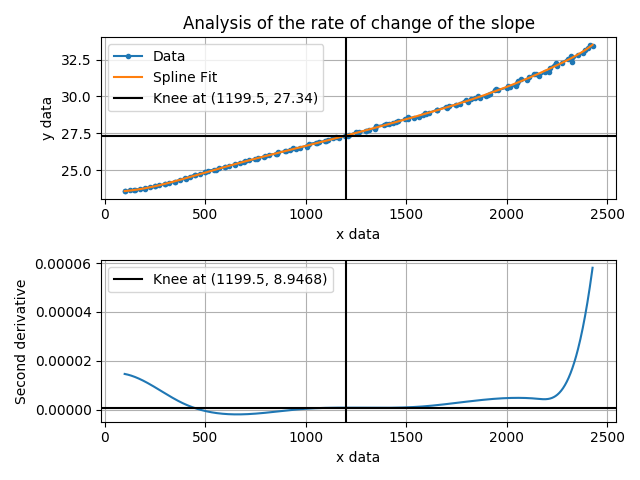 Analysis of the rate of change of the slope
Data
Spline Fit
Knee at (1199.5, 27.34)
y data
32.5
30.0
27.5
25.0
0 500 1000 1500 2000 2500
x data
Knee at (1199.5, 8.9468)
Second derivative
0.00006
0.00004
0.00002
0.00000
0 500 1000 1500 2000 2500
x data